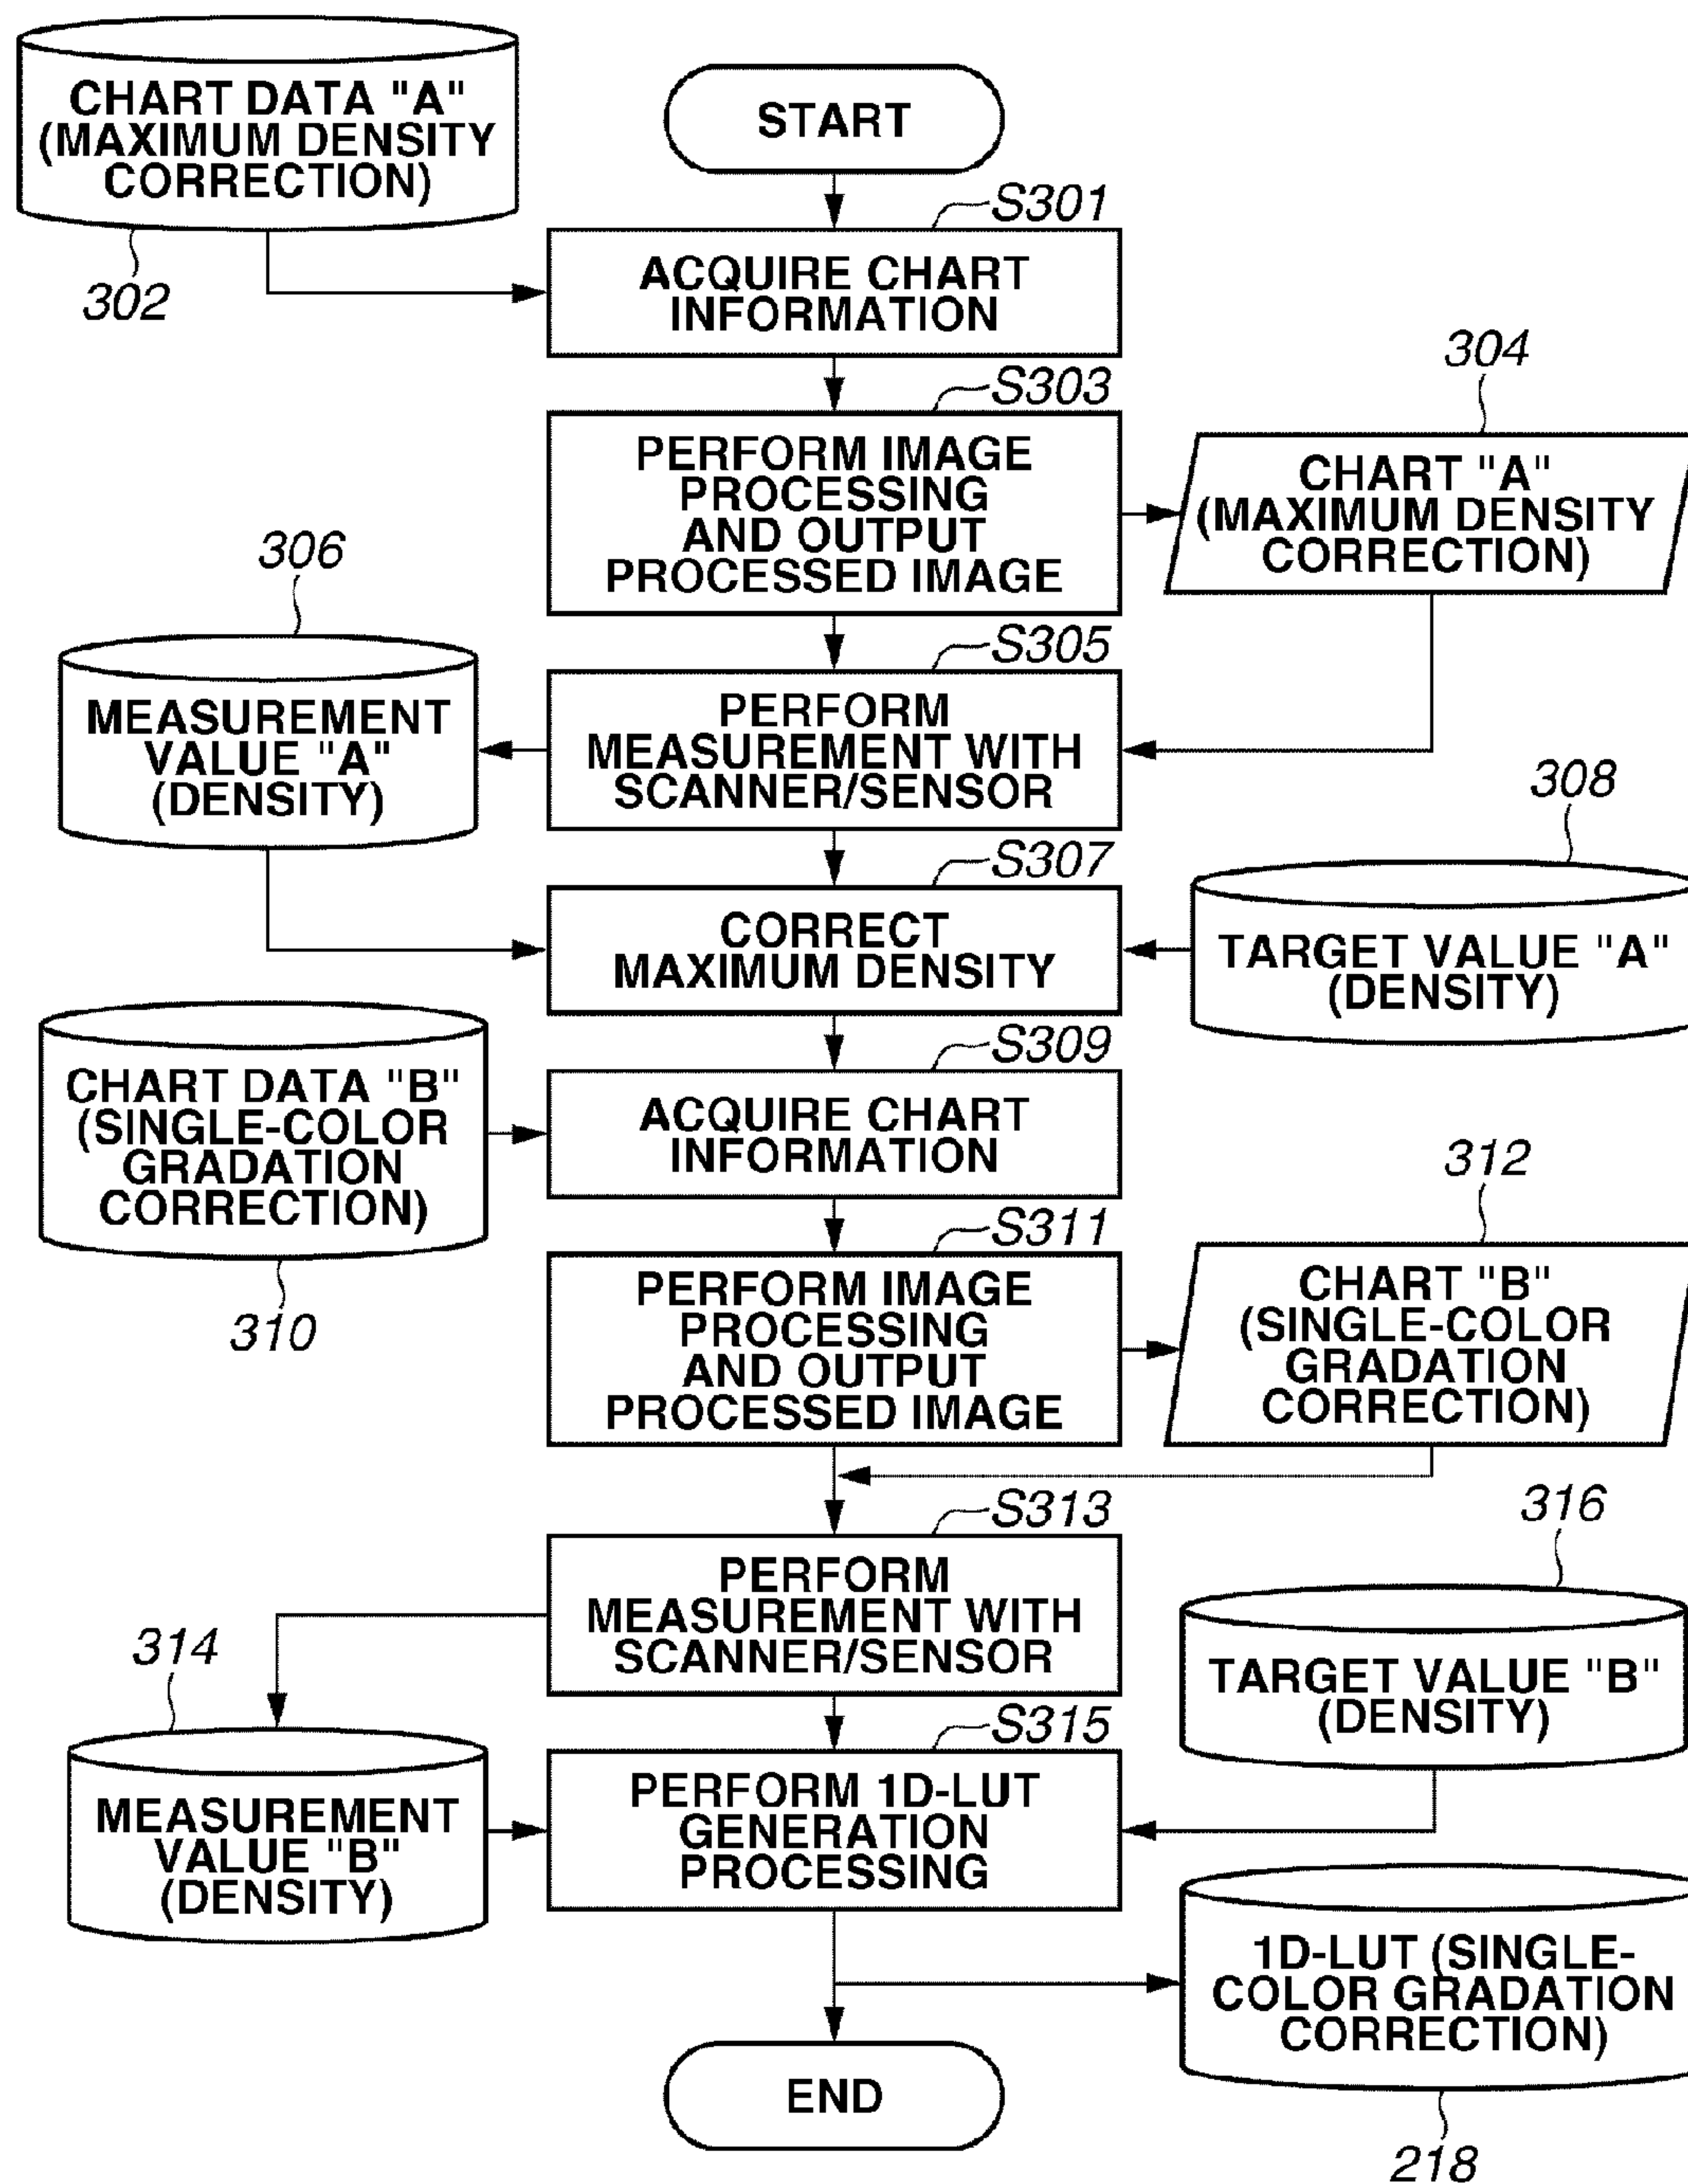 CHART DATA "A"
(MAXIMUM DENSITY
CORRECTION)
302
START
S301
ACQUIRE CHART
INFORMATION
S303
PERFORM IMAGE
PROCESSING
AND OUTPUT
PROCESSED IMAGE
304
CHART "A"
(MAXIMUM DENSITY
CORRECTION)
306
MEASUREMENT
VALUE "A"
(DENSITY)
S305
PERFORM
MEASUREMENT WITH
SCANNER/SENSOR
308
TARGET VALUE "A"
(DENSITY)
S307
CORRECT
MAXIMUM DENSITY
CHART DATA "B"
(SINGLE-COLOR
GRADATION
CORRECTION)
310
S309
ACQUIRE CHART
INFORMATION
S311
PERFORM IMAGE
PROCESSING
AND OUTPUT
PROCESSED IMAGE
312
CHART "B"
(SINGLE-COLOR
GRADATION
CORRECTION)
S313
PERFORM
MEASUREMENT WITH
SCANNER/SENSOR
316
TARGET VALUE "B"
(DENSITY)
314
MEASUREMENT
VALUE "B"
(DENSITY)
S315
PERFORM 1D-LUT
GENERATION
PROCESSING
1D-LUT (SINGLE-
COLOR GRADATION
CORRECTION)
218
END